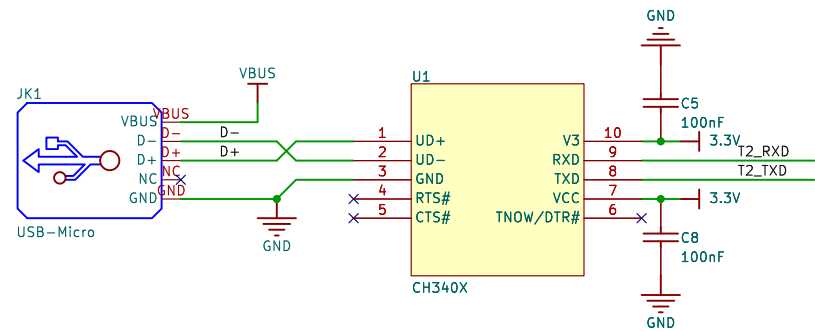 GND
C5
100nF
VBUS
U1
JK1
VBUS
VBUS
D-
D-
D-
D+
D+
D+
NC
NC
GND
GND
USB-Micro
GND
1
UD+
2
UD-
3
GND
4
RTS#
5
CTS#
V3
10
3.3V
RXD
9
T2_RXD
TXD
8
T2_TXD
VCC
7
3.3V
TNOW/DTR#
6
C8
100nF
CH340X
GND